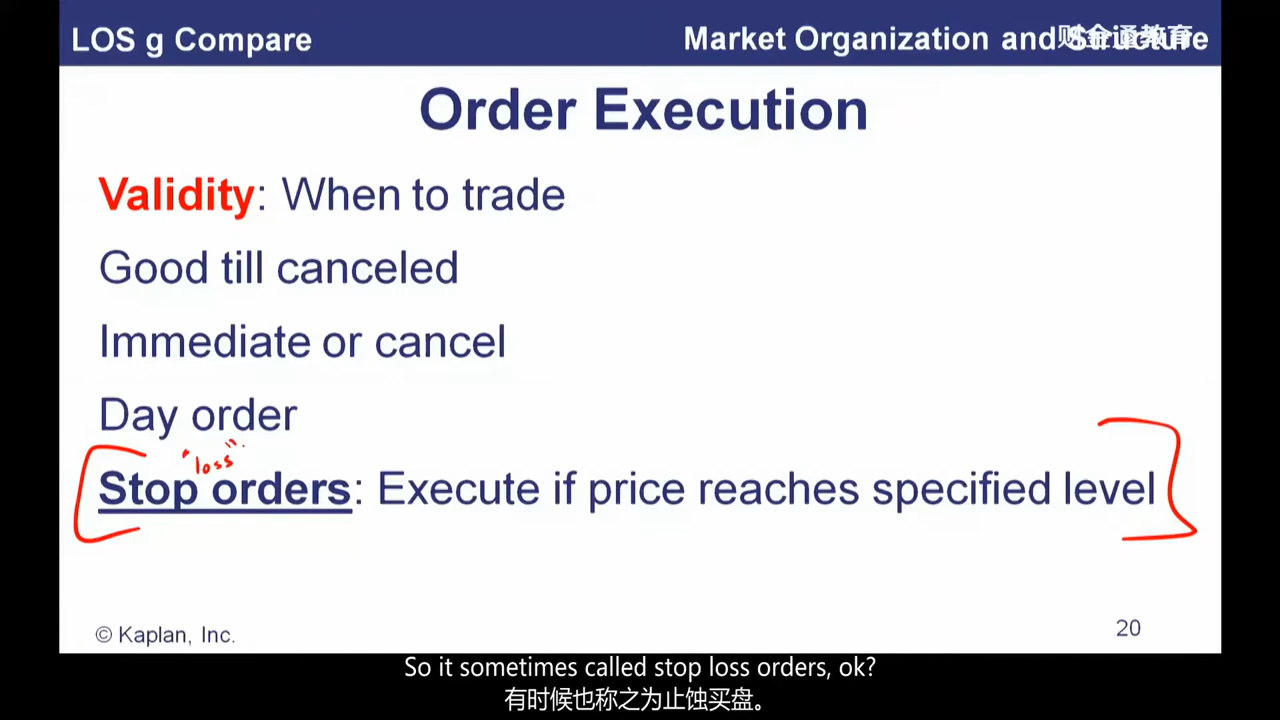 LOS g Compare
Market Organization and Structure
财金通教育
Order Execution
Validity: When to trade
Good till canceled
Immediate or cancel
Day order
"loss"
Stop orders: Execute if price reaches specified level
© Kaplan, Inc.
20
So it sometimes called stop loss orders, ok?
有时候也称之为止蚀买盘。